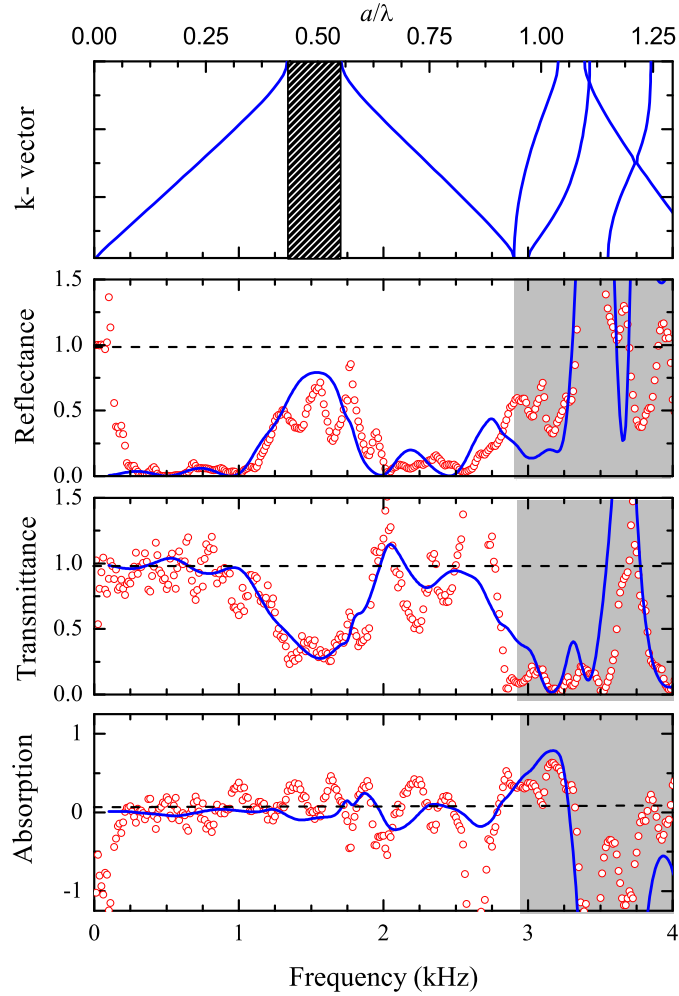 a/λ
0.00 0.25 0.50 0.75 1.00 1.25
k- vector
1.5
1.0
0.5
0.0
Reflectance
1.5
1.0
0.5
0.0
Transmittance
1
0
-1
Absorption
0 1 2 3 4
Frequency (kHz)